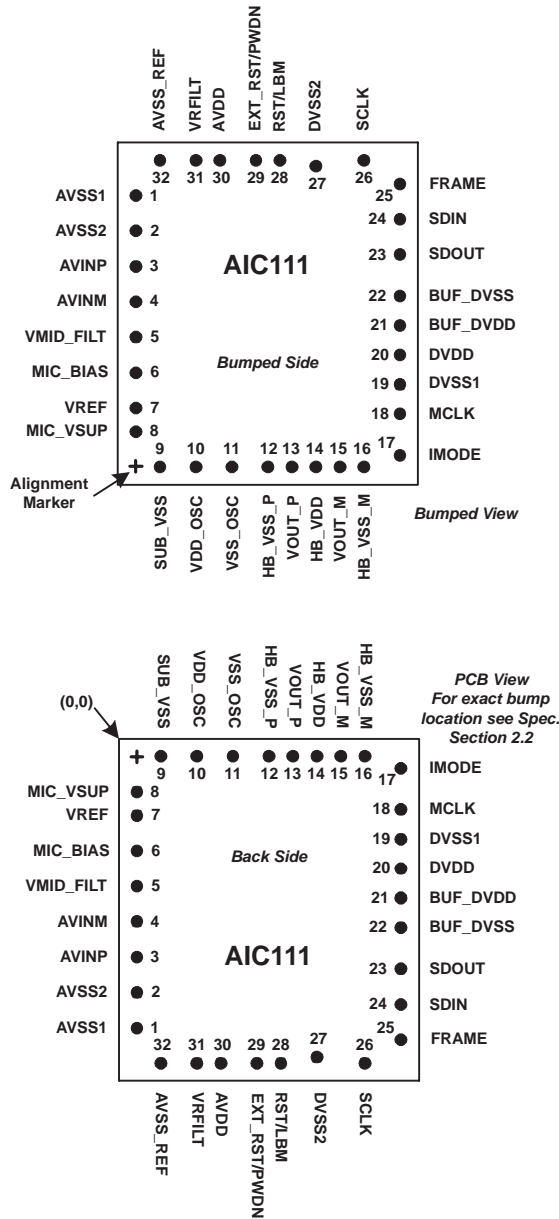 AVSS_REF
VRFILT
AVDD
EXT_RST/PWDN
RST/LBM
DVSS2
SCLK
32
31
30
29
28
27
26
AVSS1
1
AVSS2
2
AVINP
3
AVINM
4
VMID_FILT
5
MIC_BIAS
6
VREF
7
MIC_VSUP
8
AIC111
Bumped Side
25
FRAME
24
SDIN
23
SDOUT
22
BUF_DVSS
21
BUF_DVDD
20
DVDD
19
DVSS1
18
MCLK
17
IMODE
9
10
11
12
13
14
15
16
Alignment
Marker
SUB_VSS
VDD_OSC
VSS_OSC
HB_VSS_P
VOUT_P
HB_VDD
VOUT_M
HB_VSS_M
Bumped View
(0,0)
SUB_VSS
VDD_OSC
VSS_OSC
HB_VSS_P
VOUT_P
HB_VDD
VOUT_M
HB_VSS_M
PCB View
For exact bump
location see Spec.
Section 2.2
9
10
11
12
13
14
15
16
MIC_VSUP
8
VREF
7
MIC_BIAS
6
VMID_FILT
5
AVINM
4
AVINP
3
AVSS2
2
AVSS1
1
Back Side
AIC111
17
IMODE
18
MCLK
19
DVSS1
20
DVDD
21
BUF_DVDD
22
BUF_DVSS
23
SDOUT
24
SDIN
25
FRAME
32
31
30
29
28
27
26
AVSS_REF
VRFILT
AVDD
EXT_RST/PWDN
RST/LBM
DVSS2
SCLK